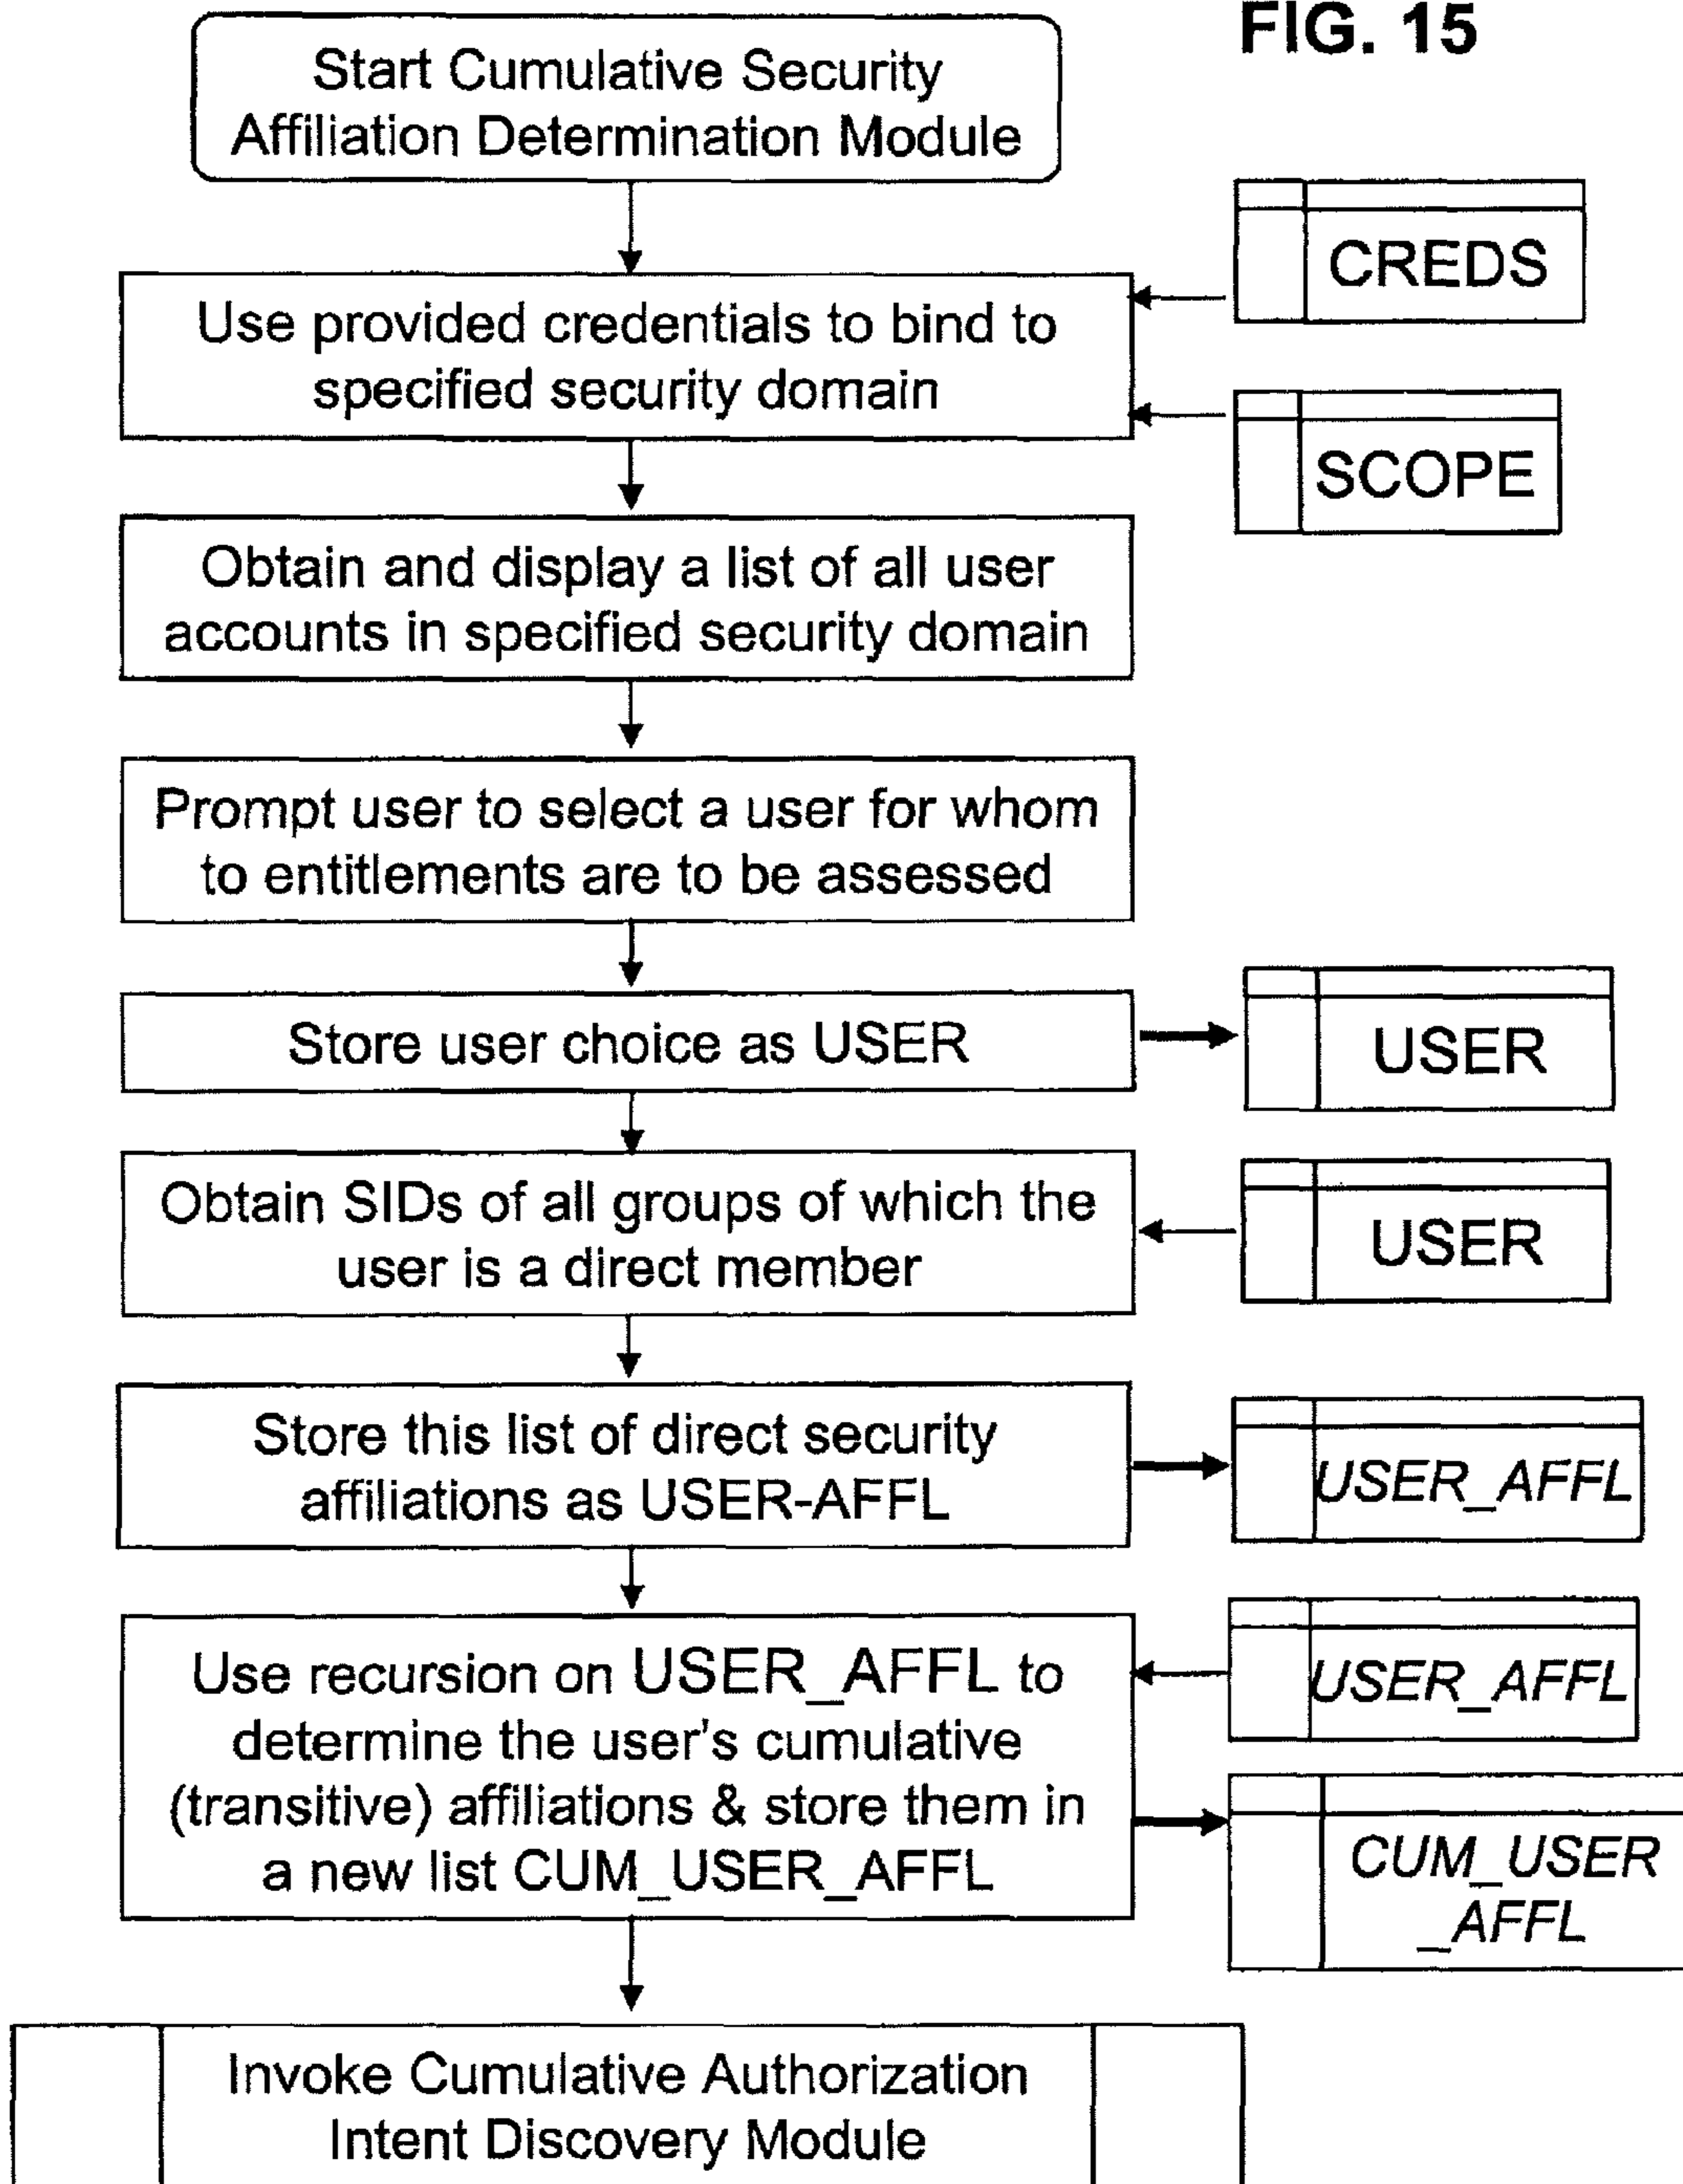 FIG. 15
Start Cumulative Security
Affiliation Determination Module
CREDS
Use provided credentials to bind to
specified security domain
SCOPE
Obtain and display a list of all user
accounts in specified security domain
Prompt user to select a user for whom
to entitlements are to be assessed
Store user choice as USER
USER
Obtain SIDs of all groups of which the
user is a direct member
USER
Store this list of direct security
affiliations as USER-AFFL
USER_AFFL
Use recursion on USER_AFFL to
determine the user's cumulative
(transitive) affiliations & store them in
a new list CUM_USER_AFFL
USER_AFFL
CUM_USER
_AFFL
Invoke Cumulative Authorization
Intent Discovery Module